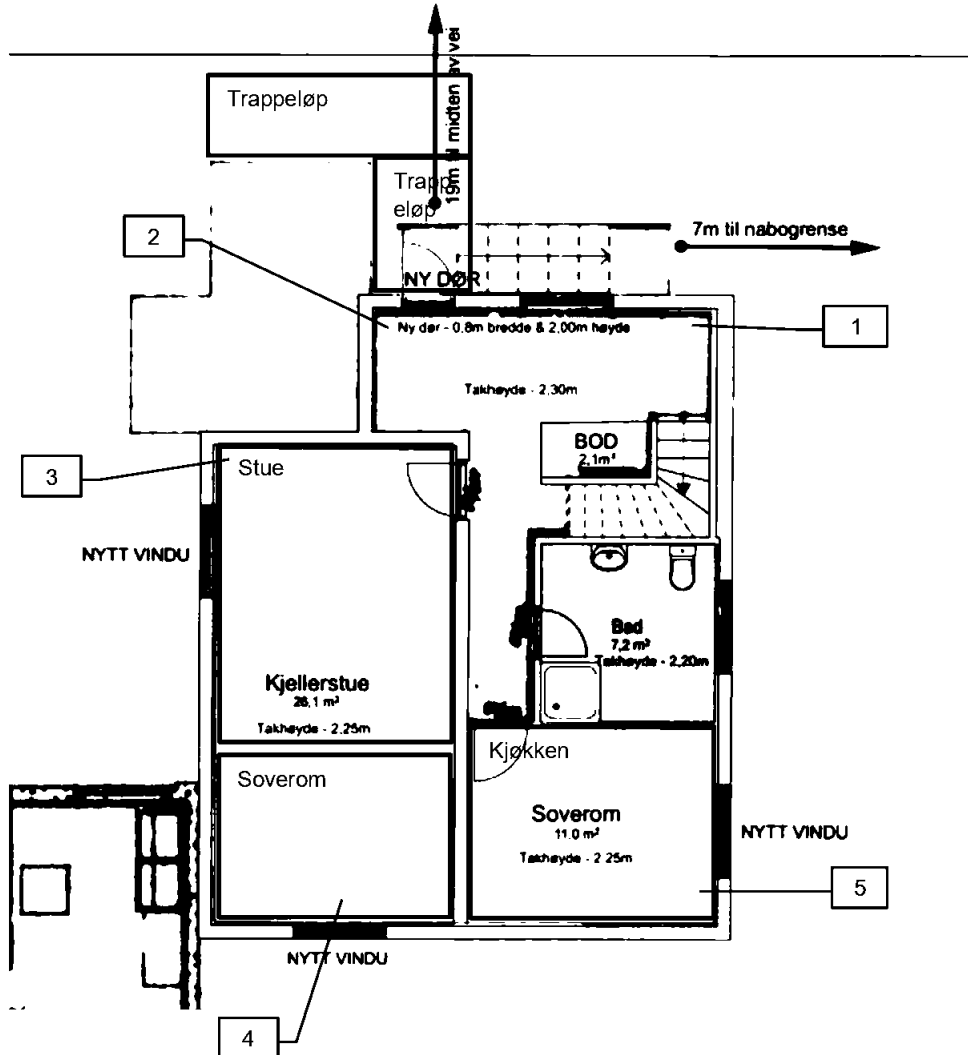 Trappeløp
19m til midten av vei
Trapp
eløp
2
7m til nabogrense
NY DØR
1
Ny dør - 0,8m bredde & 2,00m høyde
Takhøyde - 2,30m
BOD
2,1m²
3
Stue
NYTT VINDU
Bad
7,2 m²
Takhøyde - 2,20m
Kjellerstue
26,1 m²
Takhøyde - 2,25m
Kjøkken
Soverom
Soverom
11,0 m²
Takhøyde - 2,25m
NYTT VINDU
5
NYTT VINDU
4